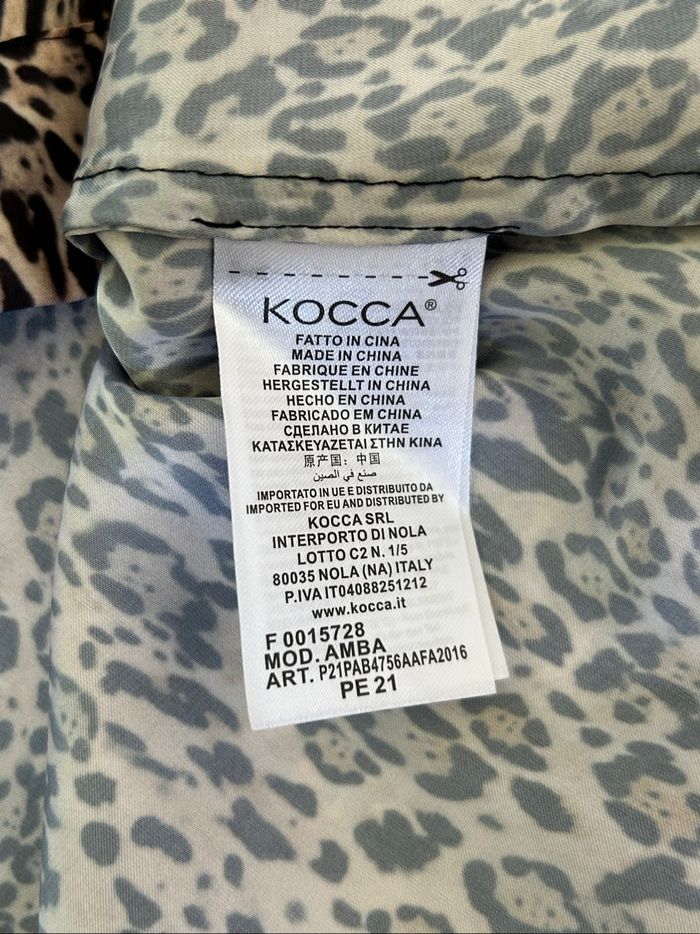 KOCCA®
FATTO IN CINA
MADE IN CHINA
FABRIQUE EN CHINE
HERGESTELLT IN CHINA
HECHO EN CHINA
FABRICADO EM CHINA
СДЕЛАНО В КИТАЕ
ΚΑΤΑΣΚΕΥΑΖΕΤΑΙ ΣΤΗΝ ΚΙΝΑ
原产国：中国
صنع في الصين
IMPORTATO IN UE E DISTRIBUITO DA
IMPORTED FOR EU AND DISTRIBUTED BY
KOCCA SRL
INTERPORTO DI NOLA
LOTTO C2 N. 1/5
80035 NOLA (NA) ITALY
P.IVA IT04088251212
www.kocca.it
F 0015728
MOD. AMBA
ART. P21PAB4756AAFA2016
PE 21